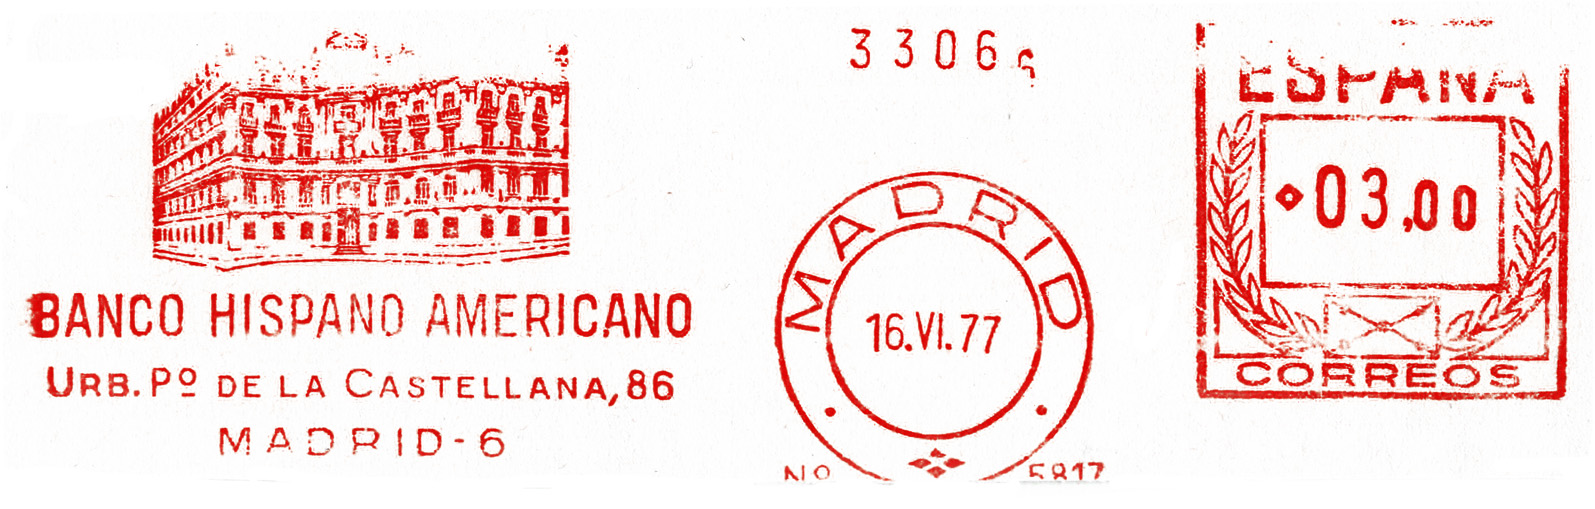 BANCO HISPANO AMERICANO
URB. Pº DE LA CASTELLANA, 86
MADRID-6
33066
MADRID
16.VI.77
Nº 5817
ESPAÑA
03,00
CORREOS